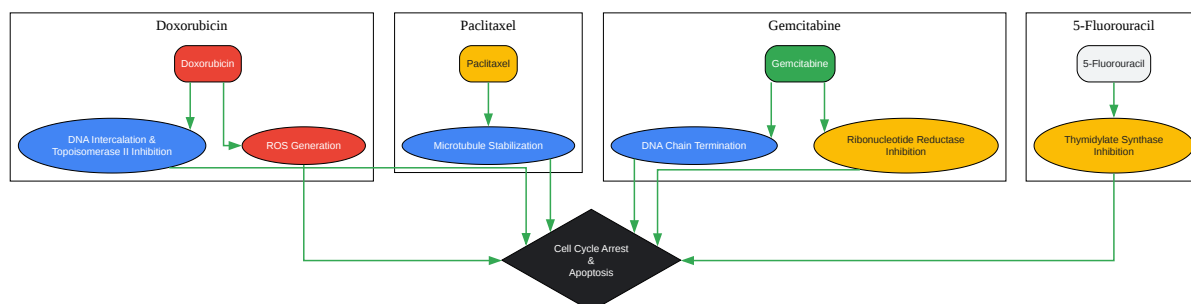 Doxorubicin
Paclitaxel
Gemcitabine
5-Fluorouracil
Doxorubicin
Paclitaxel
Gemcitabine
5-Fluorouracil
DNA Intercalation &
Topoisomerase II Inhibition
ROS Generation
Microtubule Stabilization
DNA Chain Termination
Ribonucleotide Reductase
Inhibition
Thymidylate Synthase
Inhibition
Cell Cycle Arrest
&
Apoptosis